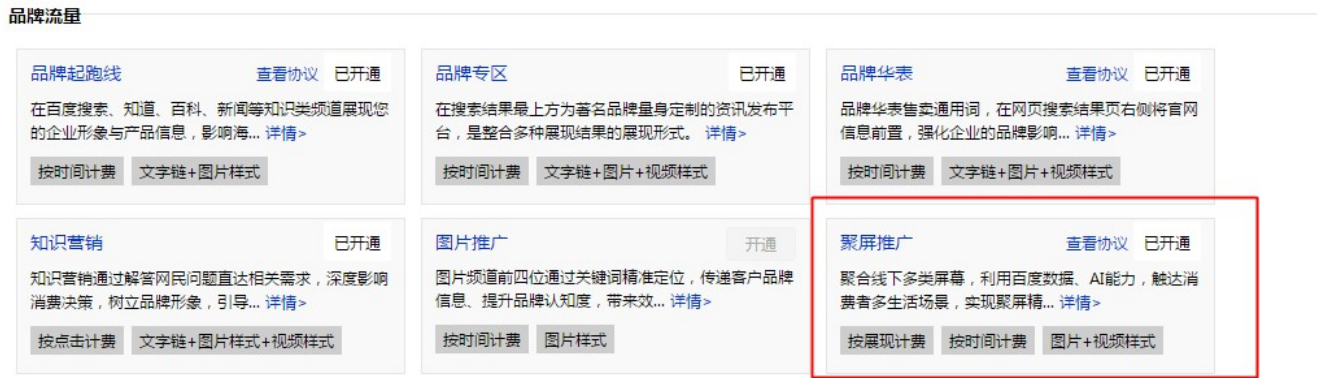 品牌流量
品牌起跑线 查看协议 已开通
在百度搜索、知道、百科、新闻等知识类频道展现您
的企业形象与产品信息，影响海... 详情>
按时间计费 文字链+图片样式
品牌专区 已开通
在搜索结果最上方为著名品牌量身定制的资讯发布平
台，是整合多种展现结果的展现形式。 详情>
按时间计费 文字链+图片+视频样式
品牌华表 查看协议 已开通
品牌华表售卖通用词，在网页搜索结果页右侧将官网
信息前置，强化企业的品牌影响... 详情>
按时间计费 文字链+图片+视频样式
知识营销 已开通
知识营销通过解答网民问题直达相关需求，深度影响
消费决策，树立品牌形象，引导... 详情>
按点击计费 文字链+图片样式+视频样式
图片推广 开通
图片频道前四位通过关键词精准定位，传递客户品牌
信息、提升品牌认知度，带来效... 详情>
按时间计费 图片样式
聚屏推广 查看协议 已开通
聚合线下多类屏幕，利用百度数据、AI能力，触达消
费者多生活场景，实现聚屏精... 详情>
按展现计费 按时间计费 图片+视频样式